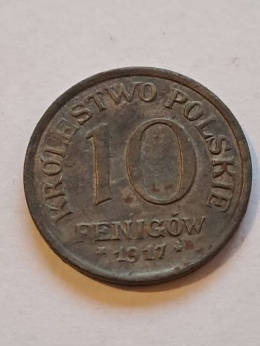 KRÓLESTWO POLSKIE
10
FENIGÓW
* 1917 *